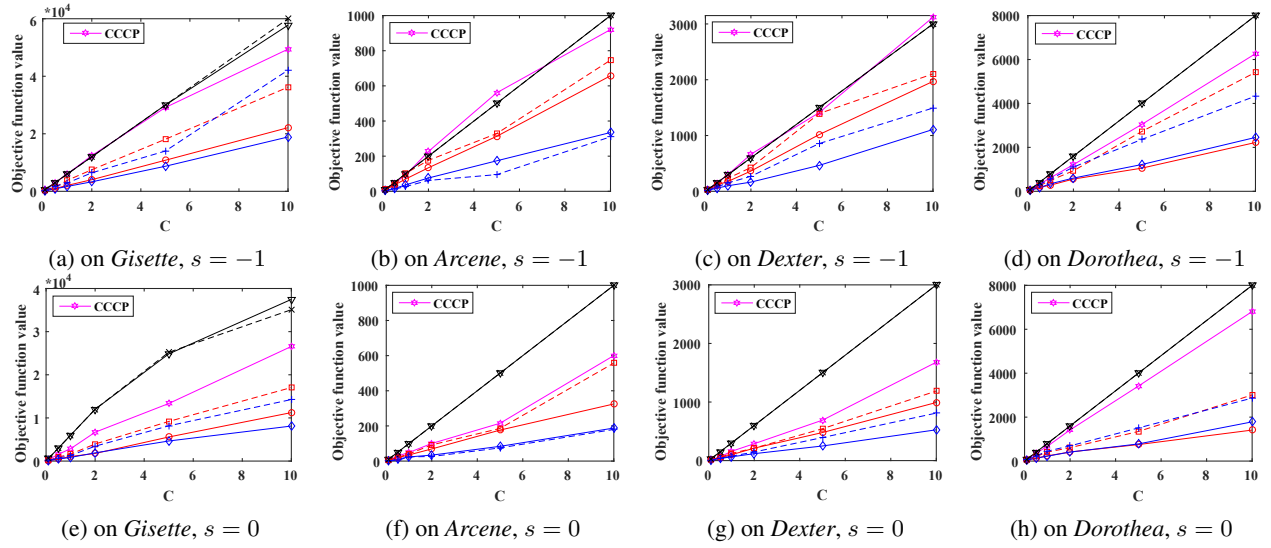 *10^4
Objective function value
6
4
2
0
CCCP
0 2 4 6 8 10
C
(a) on Gisette, s = −1
Objective function value
1000
800
600
400
200
0
CCCP
0 2 4 6 8 10
C
(b) on Arcene, s = −1
Objective function value
3000
2000
1000
0
CCCP
0 2 4 6 8 10
C
(c) on Dexter, s = −1
Objective function value
8000
6000
4000
2000
0
CCCP
0 2 4 6 8 10
C
(d) on Dorothea, s = −1
*10^4
Objective function value
4
3
2
1
0
CCCP
0 2 4 6 8 10
C
(e) on Gisette, s = 0
Objective function value
1000
800
600
400
200
0
CCCP
0 2 4 6 8 10
C
(f) on Arcene, s = 0
Objective function value
3000
2000
1000
0
CCCP
0 2 4 6 8 10
C
(g) on Dexter, s = 0
Objective function value
8000
6000
4000
2000
0
CCCP
0 2 4 6 8 10
C
(h) on Dorothea, s = 0